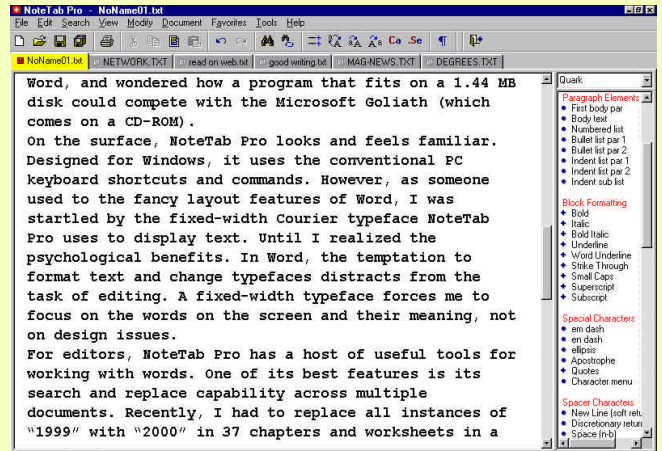 NoteTab Pro - NoName01.txt
File Edit Search View Modify Document Favorites Tools Help
Ca .Se ¶
NoName01.txt NETWORK.TXT read on web.txt good writing.txt MAG-NEWS.TXT DEGREES.TXT
Word, and wondered how a program that fits on a 1.44 MB
disk could compete with the Microsoft Goliath (which
comes on a CD-ROM).
On the surface, NoteTab Pro looks and feels familiar.
Designed for Windows, it uses the conventional PC
keyboard shortcuts and commands. However, as someone
used to the fancy layout features of Word, I was
startled by the fixed-width Courier typeface NoteTab
Pro uses to display text. Until I realized the
psychological benefits. In Word, the temptation to
format text and change typefaces distracts from the
task of editing. A fixed-width typeface forces me to
focus on the words on the screen and their meaning, not
on design issues.
For editors, NoteTab Pro has a host of useful tools for
working with words. One of its best features is its
search and replace capability across multiple
documents. Recently, I had to replace all instances of
"1999" with "2000" in 37 chapters and worksheets in a
Quark
Paragraph Elements
First body par
Body text
Numbered list
Bullet list par 1
Bullet list par 2
Indent list par 1
Indent list par 2
Indent sub list
Block Formatting
Bold
Italic
Bold Italic
Underline
Word Underline
Strike Through
Small Caps
Superscript
Subscript
Special Characters
em dash
en dash
ellipsis
Apostrophe
Quotes
Character menu
Spacer Characters
New Line (soft retu
Discretionary return
Space (n-b)